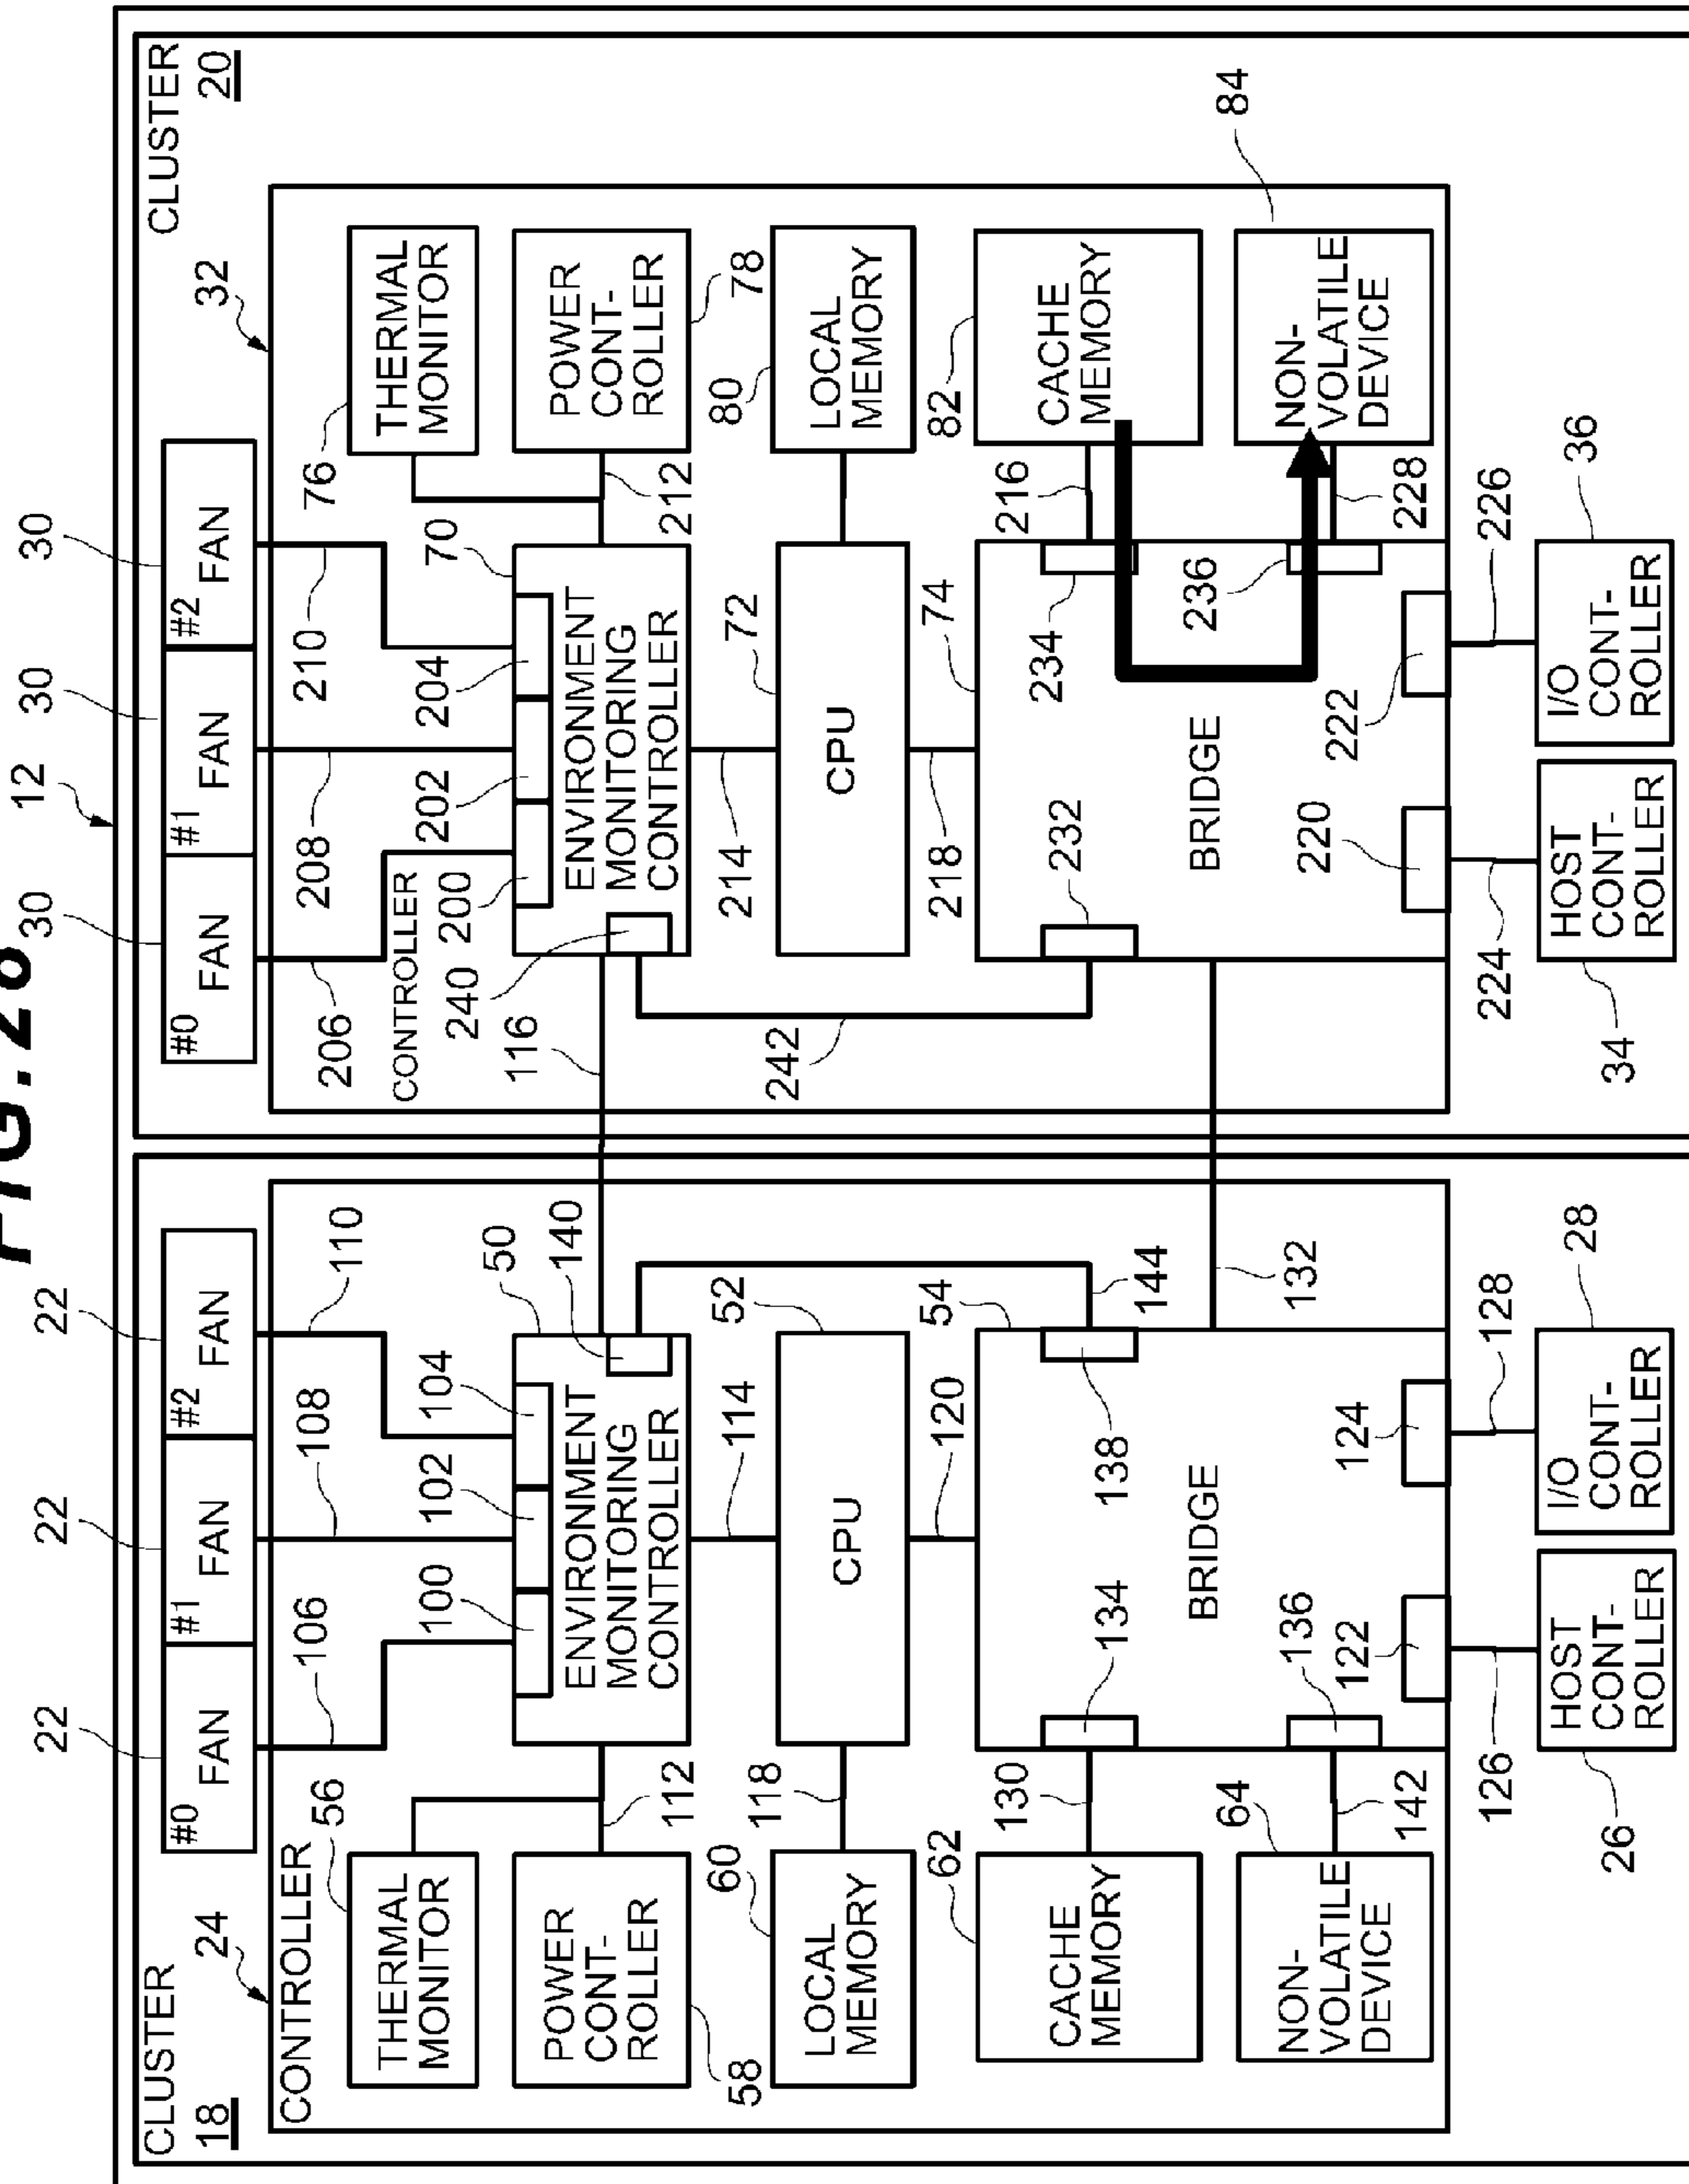 FIG.28
12
CLUSTER
18
24
22
22
22
#0
FAN
#1
FAN
#2
FAN
CONTROLLER
56
106
108
110
THERMAL
MONITOR
100
102
104
50
140
ENVIRONMENT
MONITORING
CONTROLLER
POWER
CONT-
ROLLER
58
112
114
116
60
118
52
LOCAL
MEMORY
CPU
120
54
144
62
130
134
138
CACHE
MEMORY
BRIDGE
132
64
136
142
NON-
VOLATILE
DEVICE
122
124
126
128
26
HOST
CONT-
ROLLER
I/O
CONT-
ROLLER
28
CLUSTER
20
32
30
30
30
#0
FAN
#1
FAN
#2
FAN
206
208
210
76
THERMAL
MONITOR
CONTROLLER
240
200
202
204
70
ENVIRONMENT
MONITORING
CONTROLLER
212
POWER
CONT-
ROLLER
78
214
72
80
CPU
LOCAL
MEMORY
242
218
74
232
234
216
82
CACHE
MEMORY
BRIDGE
236
228
NON-
VOLATILE
DEVICE
84
220
222
224
226
34
HOST
CONT-
ROLLER
I/O
CONT-
ROLLER
36